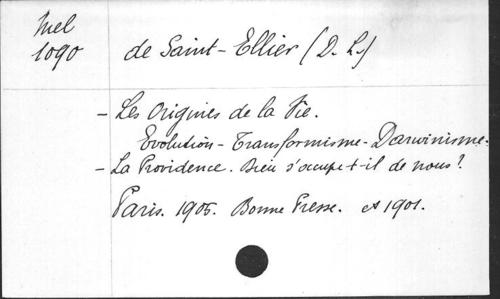 Mel
1090
de Saint-Ellier (D. L.)
- Les Origines de la Vie.
Evolution - Transformisme - Darwinisme.
- La Providence. Dieu s'occupe-t-il de nous?
Paris. 1905. Bonne Presse. et 1901.